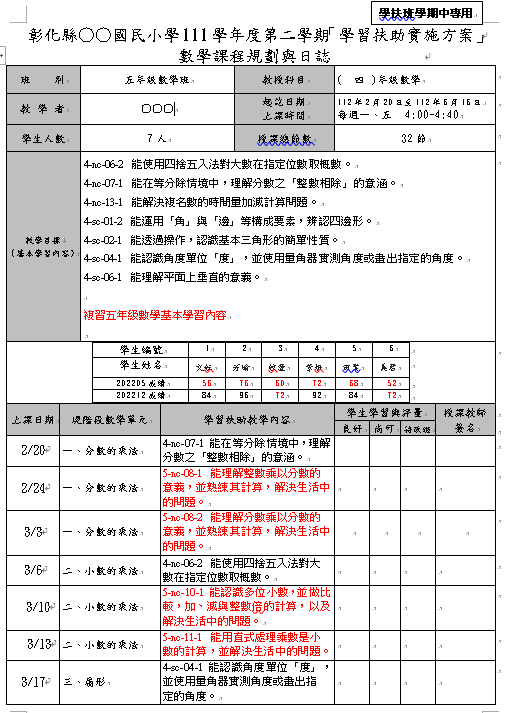 學扶班學期中專用
彰化縣○○國民小學111學年度第二學期「學習扶助實施方案」
數學課程規劃與日誌
班 別 五年級數學班 教授科目 ( 四 )年級數學
教 學 者 ○○○ 起訖日期 上課時間 112年2月20日至112年6月16日
每週一、五 4:00-4:40
學生人數 7人 授課總節數 32節
教學目標
(基本學習內容)
4-nc-06-2 能使用四捨五入法對大數在指定位數取概數。
4-nc-07-1 能在等分除情境中，理解分數之「整數相除」的意涵。
4-nc-13-1 能解決複名數的時間量加減計算問題。
4-sc-01-2 能運用「角」與「邊」等構成要素，辨認四邊形。
4-sc-02-1 能透過操作，認識基本三角形的簡單性質。
4-sc-04-1 能認識角度單位「度」，並使用量角器實測角度或畫出指定的角度。
4-sc-06-1 能理解平面上垂直的意義。
複習五年級數學基本學習內容
學生編號 1 2 3 4 5 6
學生姓名
202205成績 56 76 60 72 68 52
202212成績 84 96 72 92 84 72
上課日期 現階段數學單元 學習扶助教學內容 學生學習與評量 授課教師
簽名
良好 尚可 待改進
2/20 一、分數的乘法 4-nc-07-1 能在等分除情境中，理解
分數之「整數相除」的意涵。
2/24 一、分數的乘法 5-nc-08-1 能理解整數乘以分數的
意義，並熟練其計算，解決生活中
的問題。
3/3 一、分數的乘法 5-nc-08-2 能理解分數乘以分數的
意義，並熟練其計算，解決生活中
的問題。
3/6 二、小數的乘法 4-nc-06-2 能使用四捨五入法對大
數在指定位數取概數。
3/10 二、小數的乘法 5-nc-10-1 能認識多位小數，並做比
較，加、減與整數倍的計算，以及
解決生活中的問題。
3/13 二、小數的乘法 5-nc-11-1 能用直式處理乘數是小
數的計算，並解決生活中的問題。
3/17 三、扇形 4-sc-04-1 能認識角度單位「度」，
並使用量角器實測角度或畫出指
定的角度。